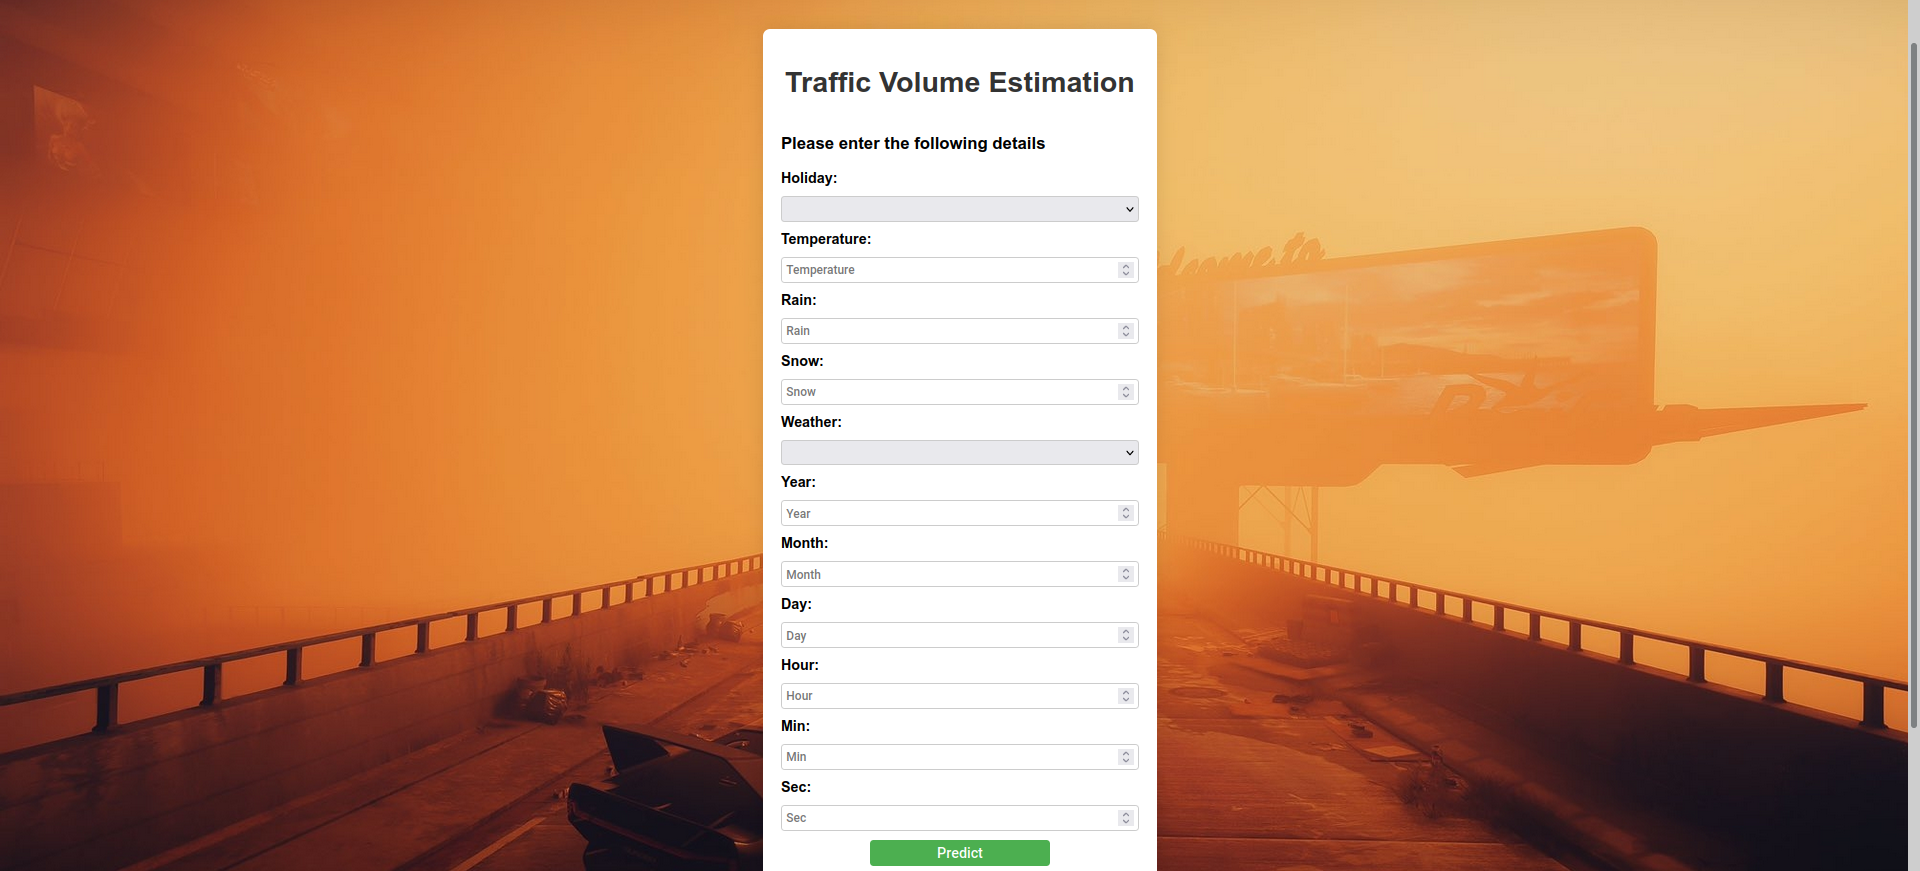 Traffic Volume Estimation
Please enter the following details
Holiday:
Temperature:
Temperature
Rain:
Rain
Snow:
Snow
Weather:
Year:
Year
Month:
Month
Day:
Day
Hour:
Hour
Min:
Min
Sec:
Sec
Predict